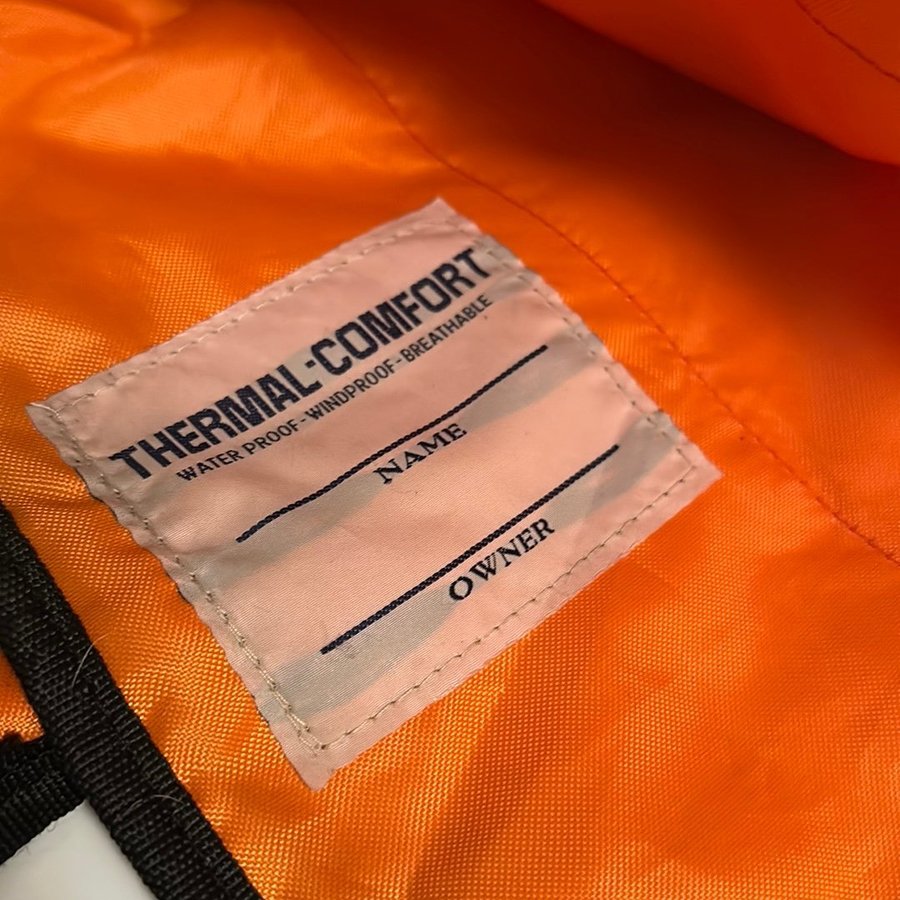 THERMAL-COMFORT
WATER PROOF-WINDPROOF-BREATHABLE
NAME
OWNER